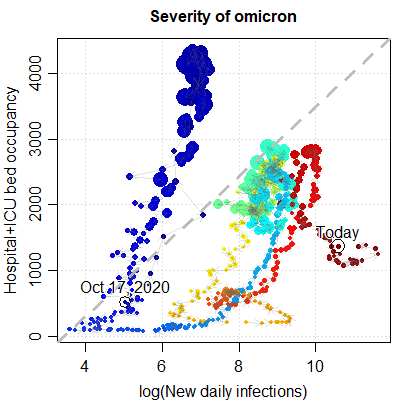 Severity of omicron
Hospital+ICU bed occupancy
4000
3000
2000
1000
0
Today
Oct 17, 2020
4 6 8 10
log(New daily infections)